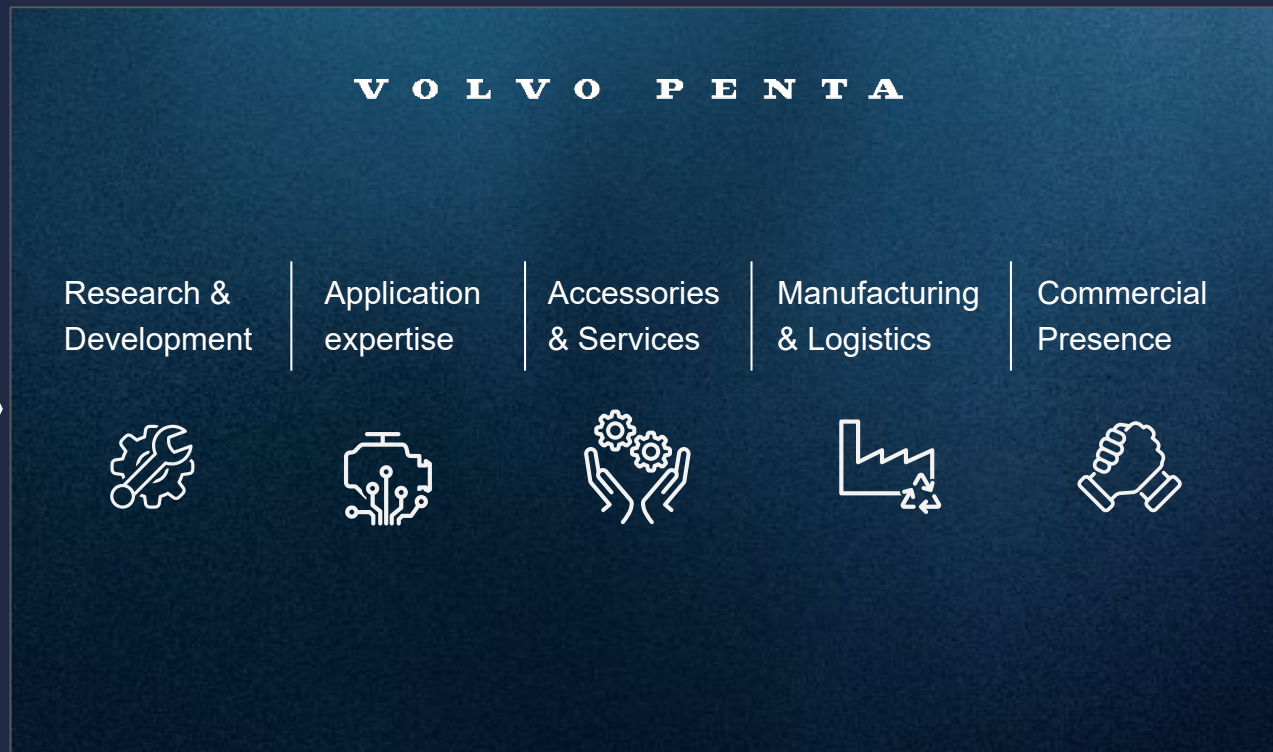 VOLVO PENTA
Research &
Development
Application
expertise
Accessories
& Services
Manufacturing
& Logistics
Commercial
Presence